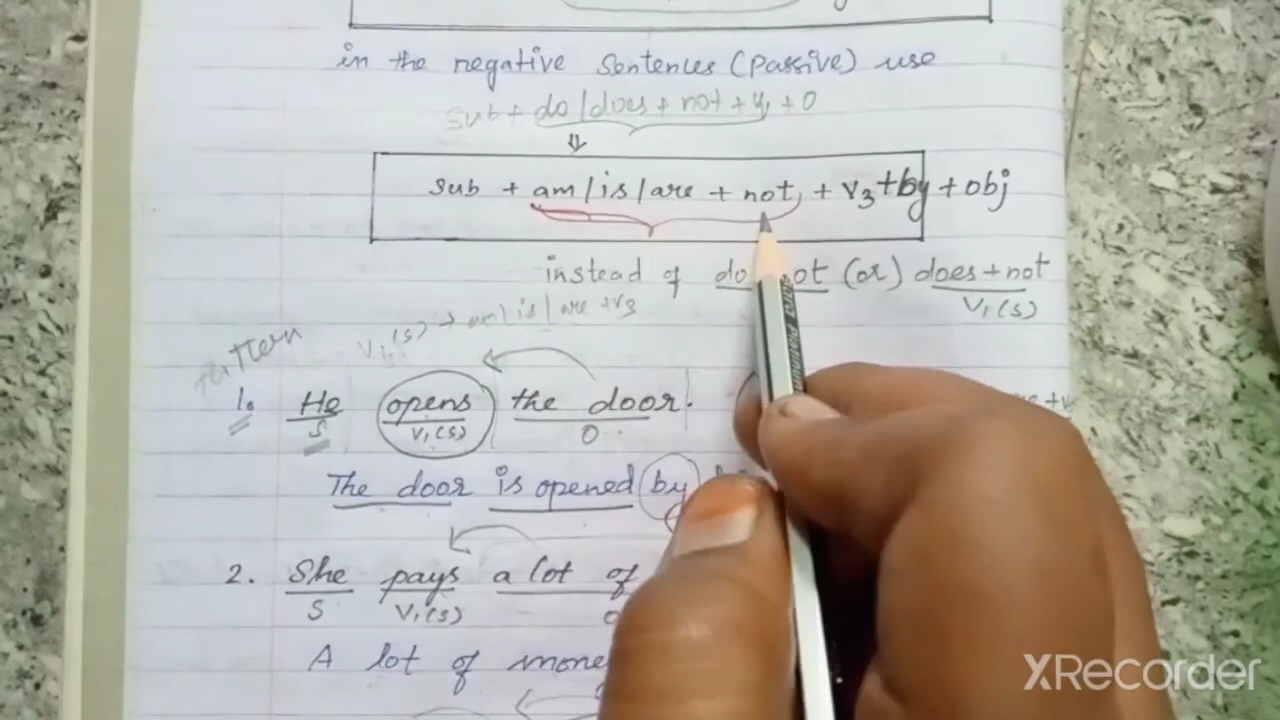 in the negative Sentences (Passive) use
sub + do/does + not + V1 + O
⇓
sub + am/is/are + not + V3 + by + obj
instead of do not (or) does + not
V1(s)
V1(s) → am/is/are + V3
Pattern
1. He opens the door.
S V1(s) O
The door is opened by
2. She pays a lot of
S V1(s)
A lot of mone
XRecorder